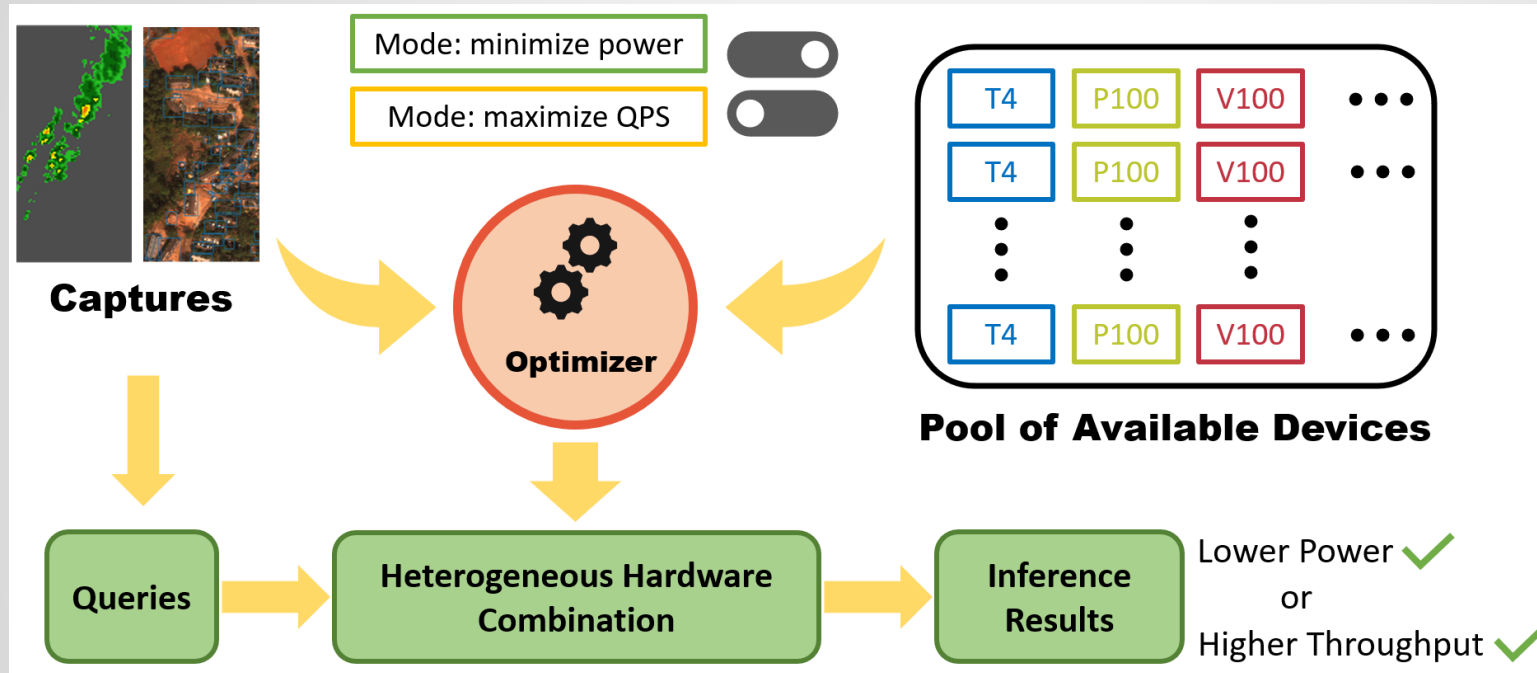 Mode: minimize power
Mode: maximize QPS
Captures
Optimizer
T4 P100 V100
T4 P100 V100
T4 P100 V100
Pool of Available Devices
Queries
Heterogeneous Hardware
Combination
Inference
Results
Lower Power
or
Higher Throughput